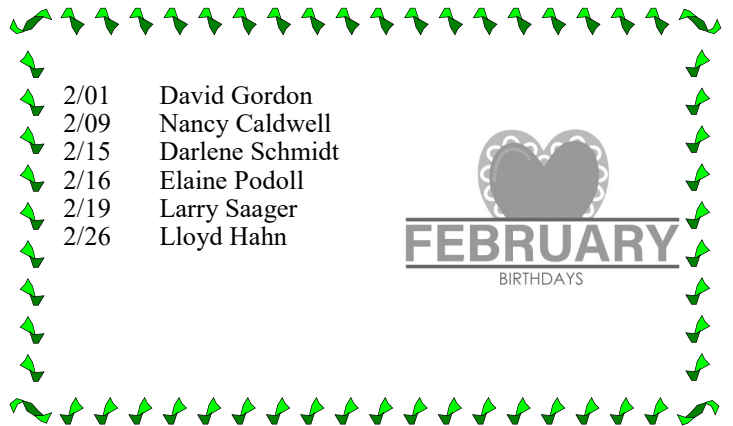 2/01 David Gordon
2/09 Nancy Caldwell
2/15 Darlene Schmidt
2/16 Elaine Podoll
2/19 Larry Saager
2/26 Lloyd Hahn
FEBRUARY
BIRTHDAYS